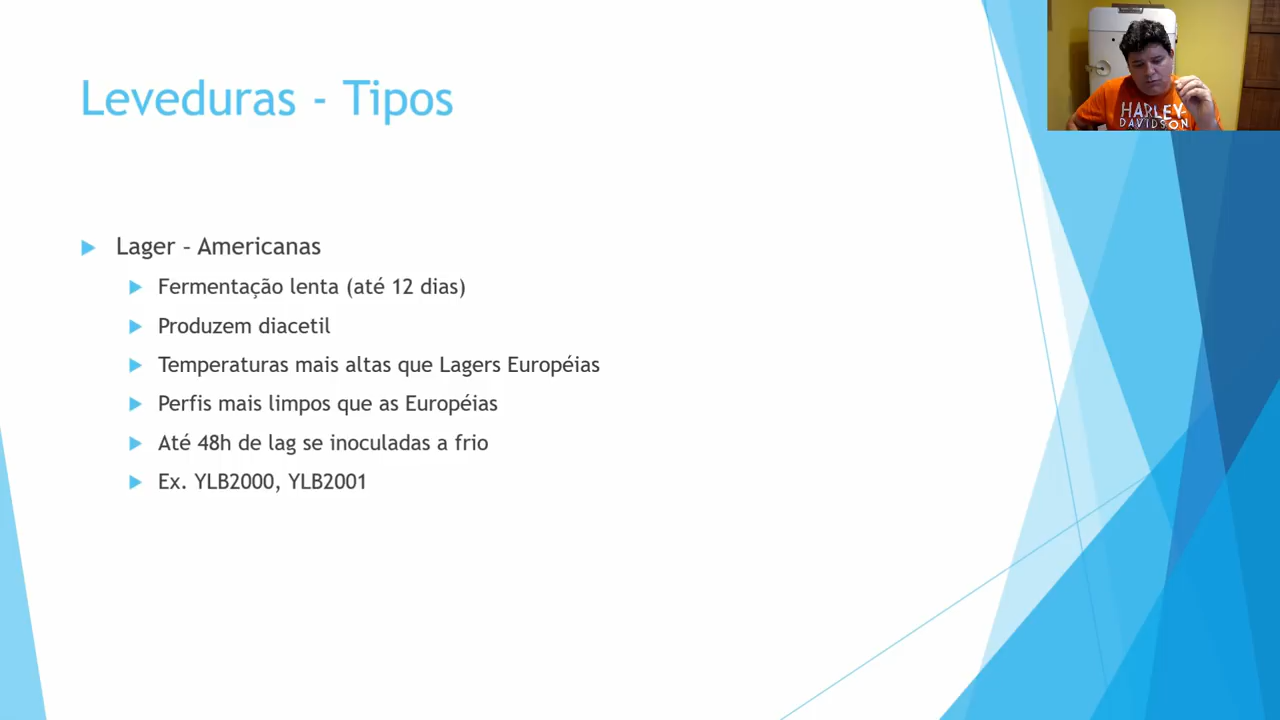 Leveduras - Tipos
HARLEY-
DAVIDSON
Lager – Americanas
Fermentação lenta (até 12 dias)
Produzem diacetil
Temperaturas mais altas que Lagers Européias
Perfis mais limpos que as Européias
Até 48h de lag se inoculadas a frio
Ex. YLB2000, YLB2001